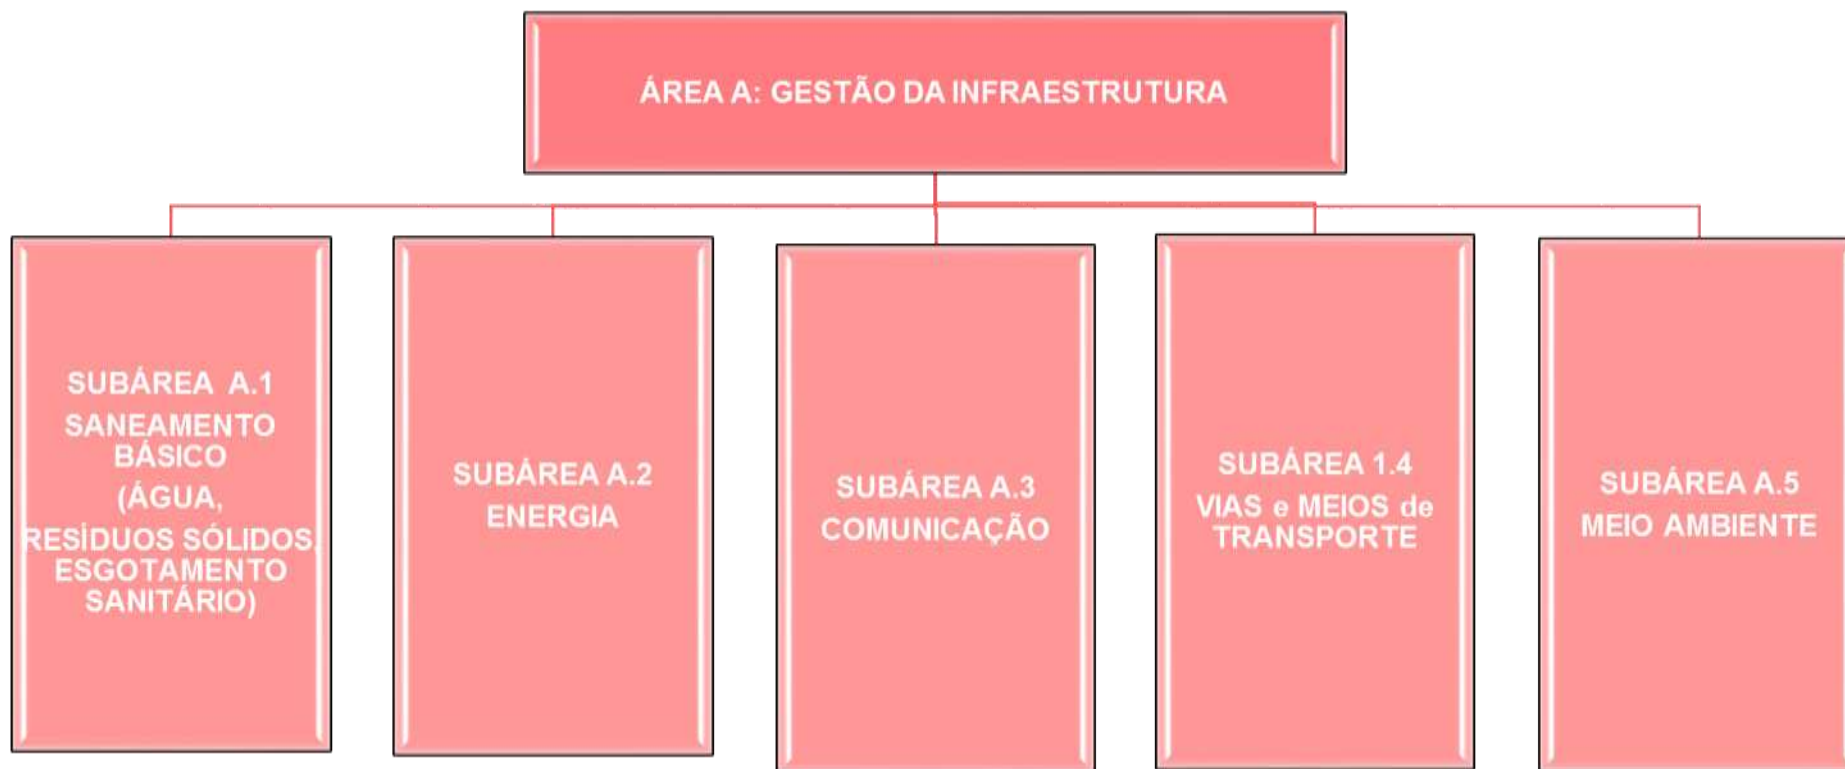 ÁREA A: GESTÃO DA INFRAESTRUTURA
SUBÁREA A.1
SANEAMENTO
BÁSICO
(ÁGUA,
RESÍDUOS SÓLIDOS,
ESGOTAMENTO
SANITÁRIO)
SUBÁREA A.2
ENERGIA
SUBÁREA A.3
COMUNICAÇÃO
SUBÁREA 1.4
VIAS e MEIOS de
TRANSPORTE
SUBÁREA A.5
MEIO AMBIENTE